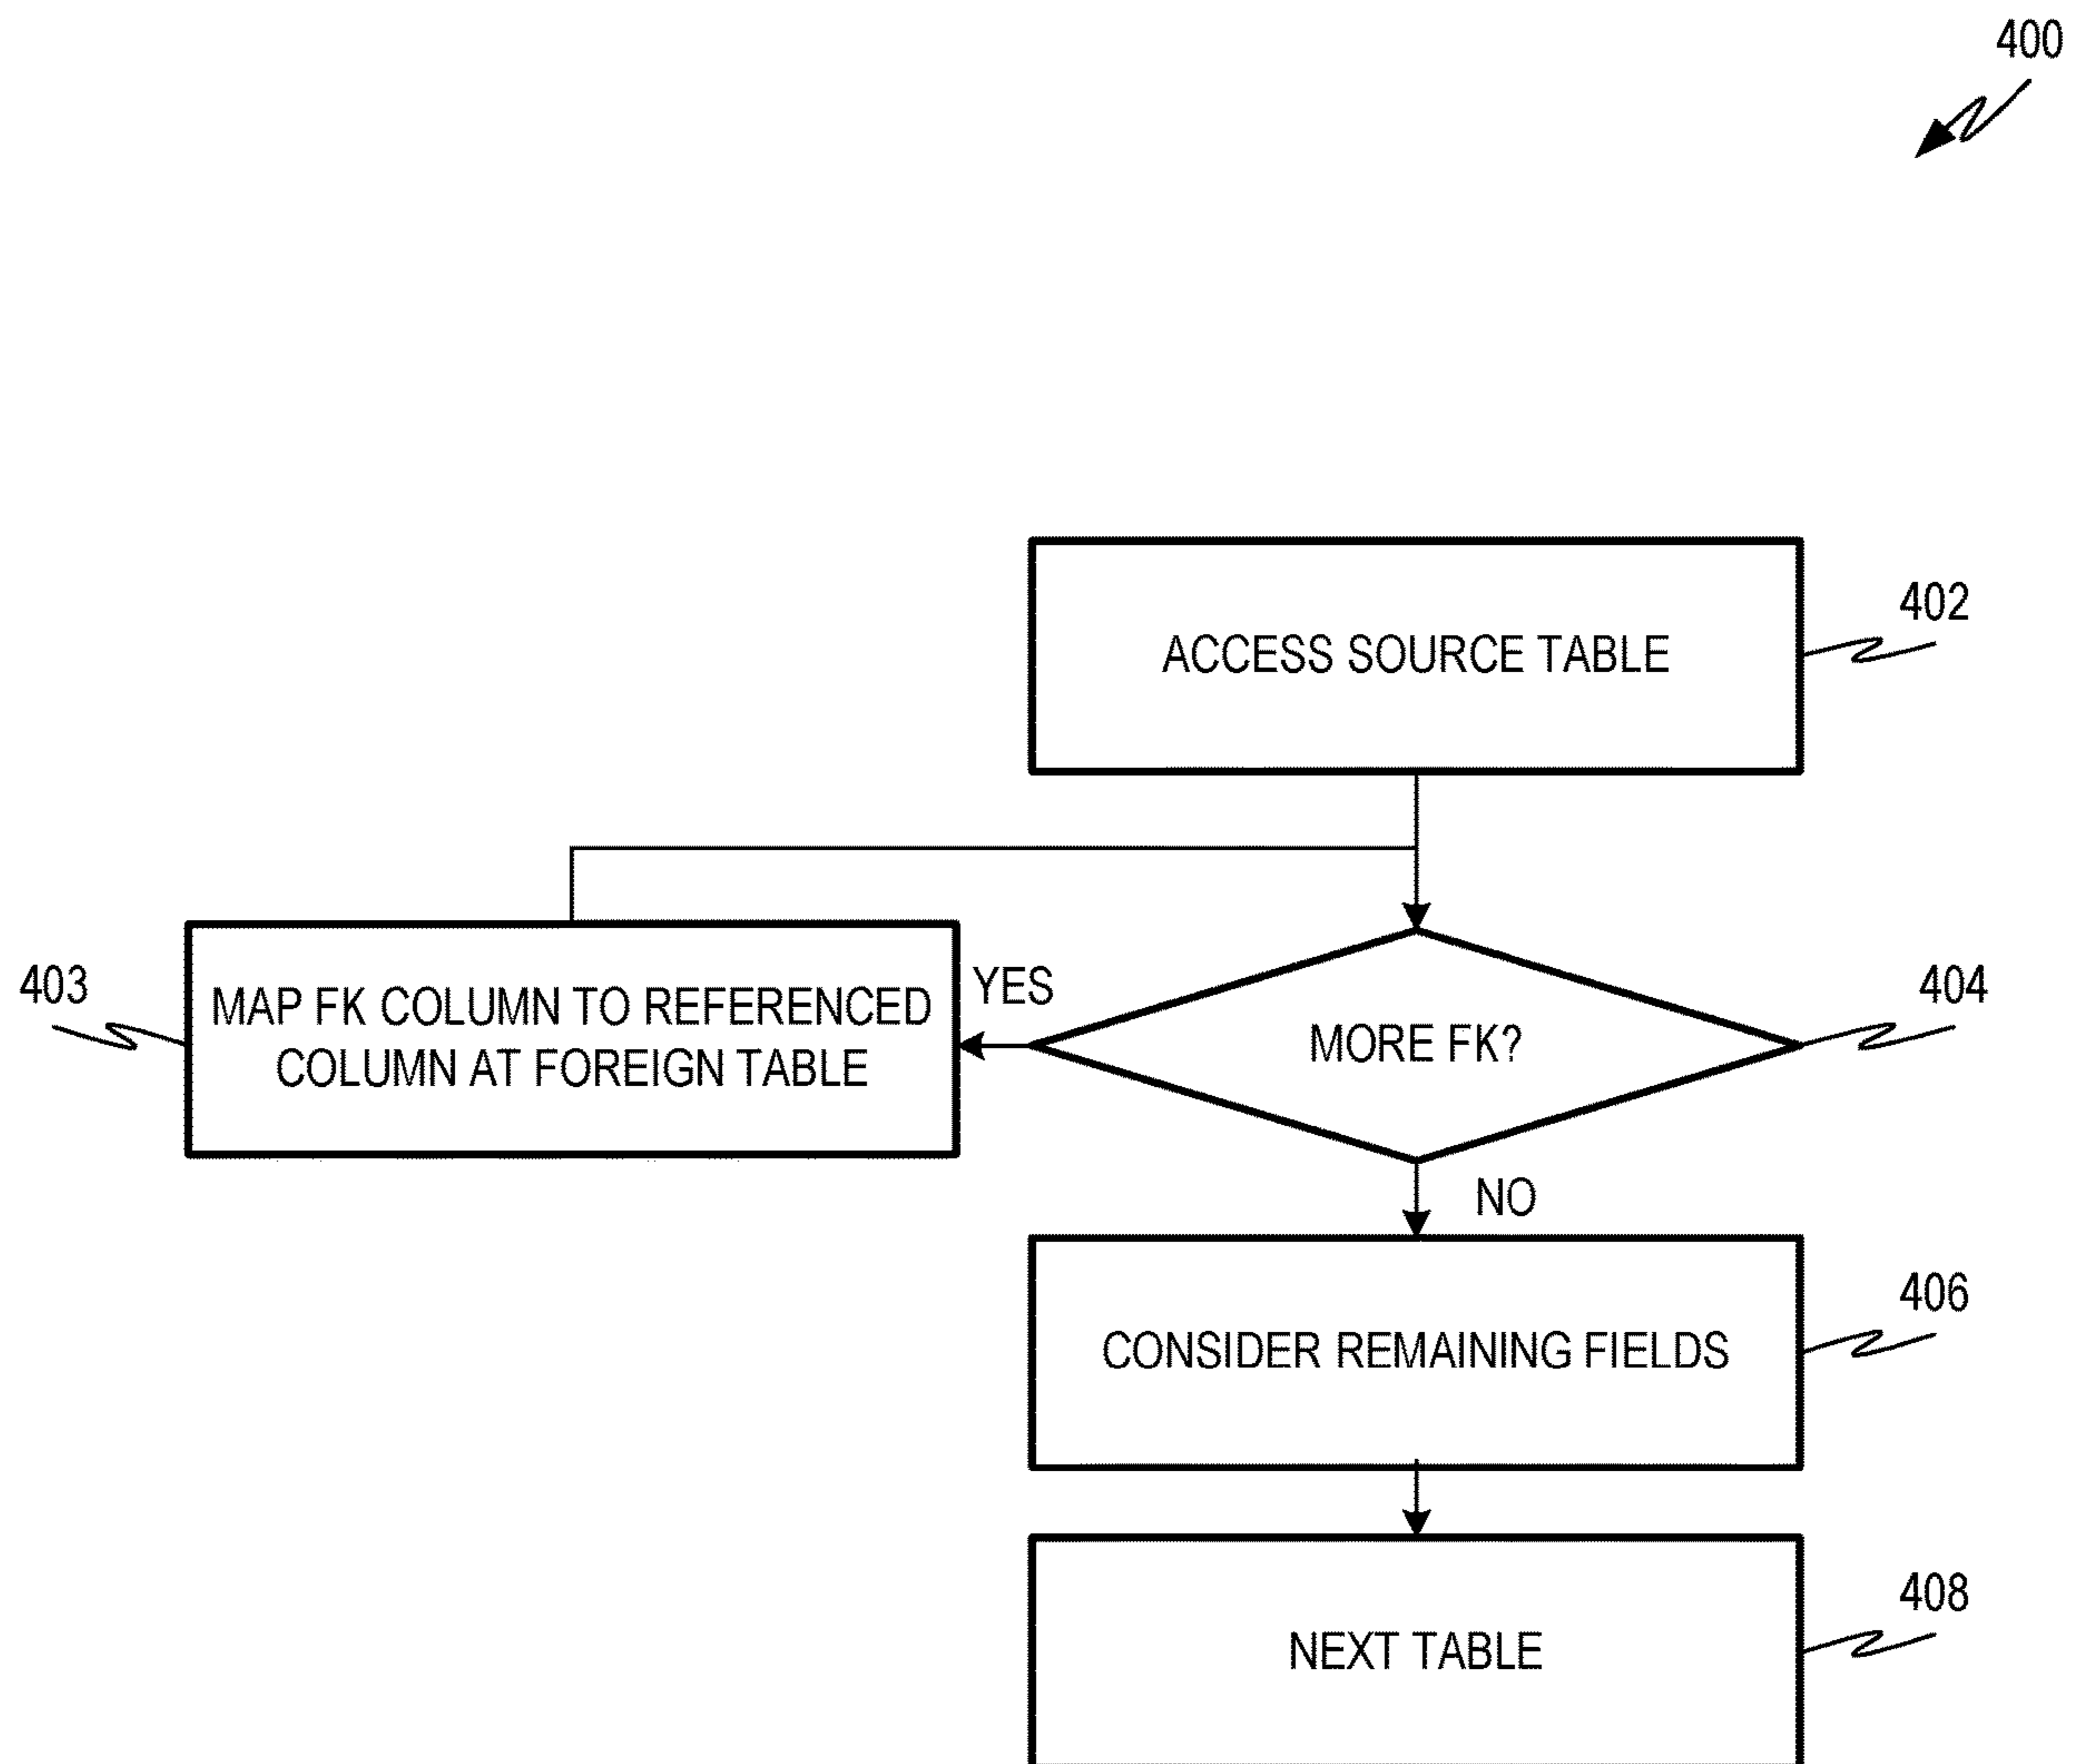 400
ACCESS SOURCE TABLE
402
403
MAP FK COLUMN TO REFERENCED
COLUMN AT FOREIGN TABLE
YES
MORE FK?
404
NO
CONSIDER REMAINING FIELDS
406
NEXT TABLE
408